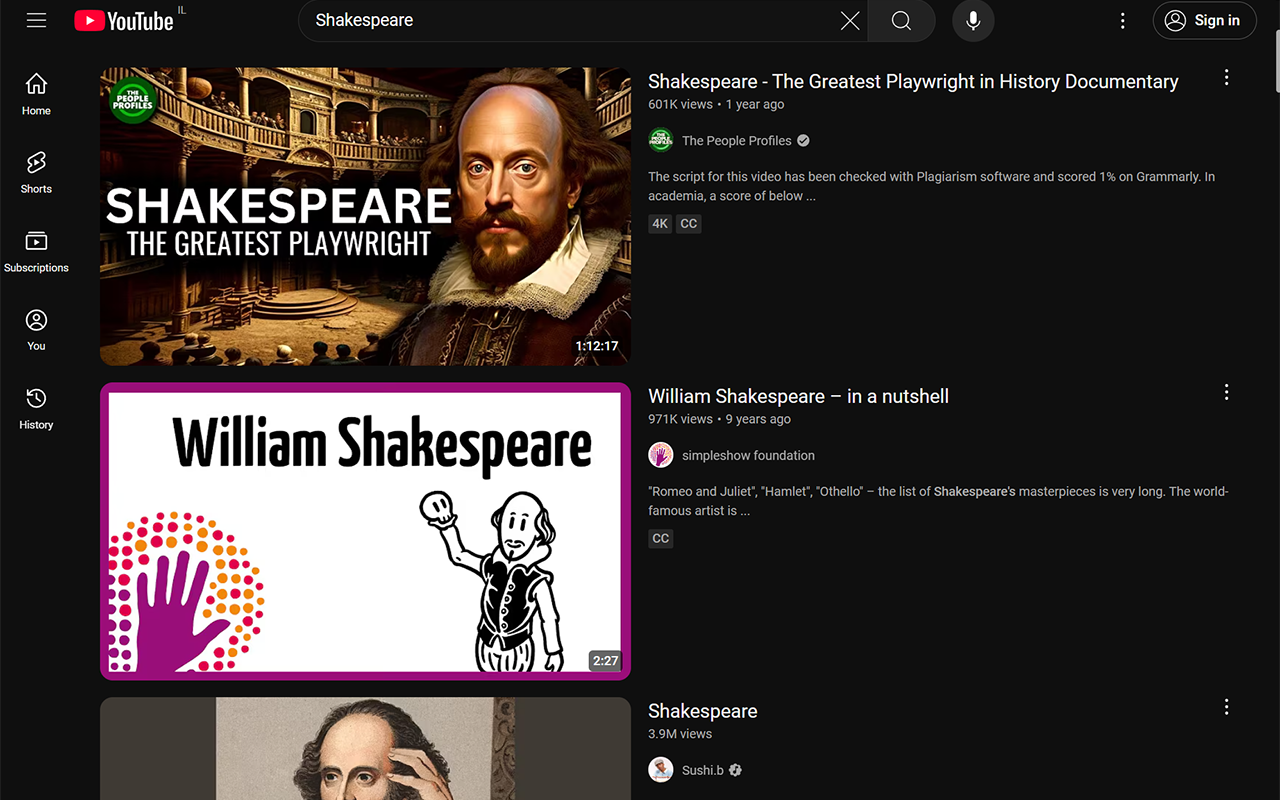 YouTube IL
Shakespeare
Sign in
Home
Shorts
Subscriptions
You
History
THE
PEOPLE
PROFILES
SHAKESPEARE
THE GREATEST PLAYWRIGHT
1:12:17
Shakespeare - The Greatest Playwright in History Documentary
601K views • 1 year ago
THE
PEOPLE
PROFILES
The People Profiles
The script for this video has been checked with Plagiarism software and scored 1% on Grammarly. In
academia, a score of below ...
4K CC
William Shakespeare
2:27
William Shakespeare – in a nutshell
971K views • 9 years ago
simpleshow foundation
"Romeo and Juliet", "Hamlet", "Othello" – the list of Shakespeare's masterpieces is very long. The world-
famous artist is ...
CC
Shakespeare
3.9M views
Sushi.b